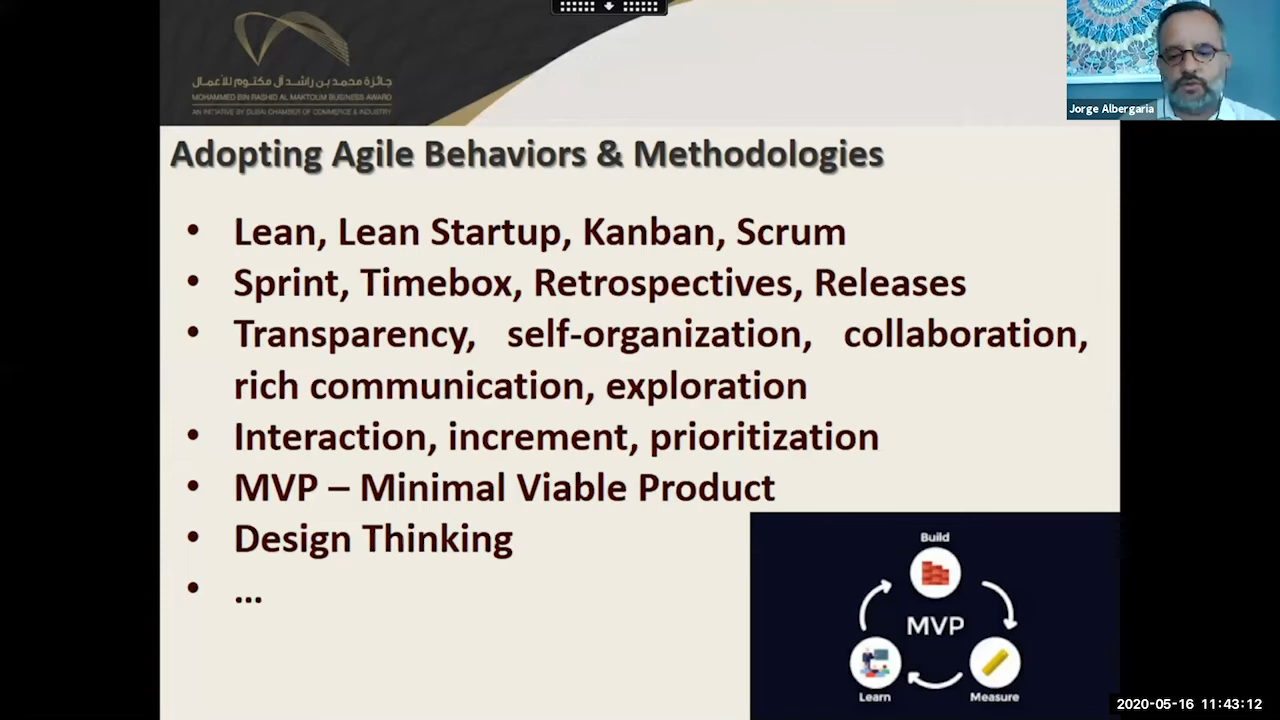 جائزة محمد بن راشد آل مكتوم للأعمال
MOHAMMED BIN RASHID AL MAKTOUM BUSINESS AWARD
AN INITIATIVE BY DUBAI CHAMBER OF COMMERCE & INDUSTRY
Jorge Albergaria
Adopting Agile Behaviors & Methodologies
• Lean, Lean Startup, Kanban, Scrum
• Sprint, Timebox, Retrospectives, Releases
• Transparency, self-organization, collaboration,
rich communication, exploration
• Interaction, increment, prioritization
• MVP – Minimal Viable Product
• Design Thinking
• ...
Build
MVP
Learn
Measure
2020-05-16 11:43:12